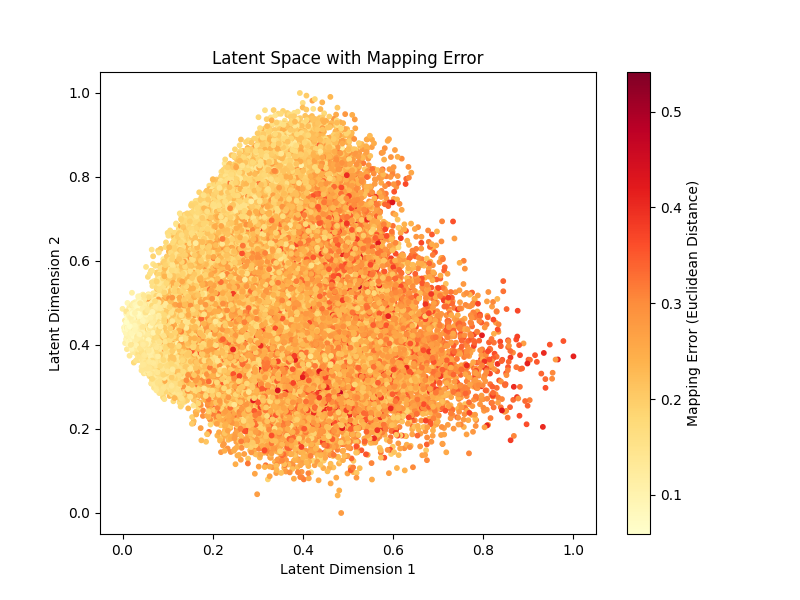 Latent Space with Mapping Error
Latent Dimension 2
1.0
0.8
0.6
0.4
0.2
0.0
0.0 0.2 0.4 0.6 0.8 1.0
Latent Dimension 1
0.5
0.4
0.3
0.2
0.1
Mapping Error (Euclidean Distance)